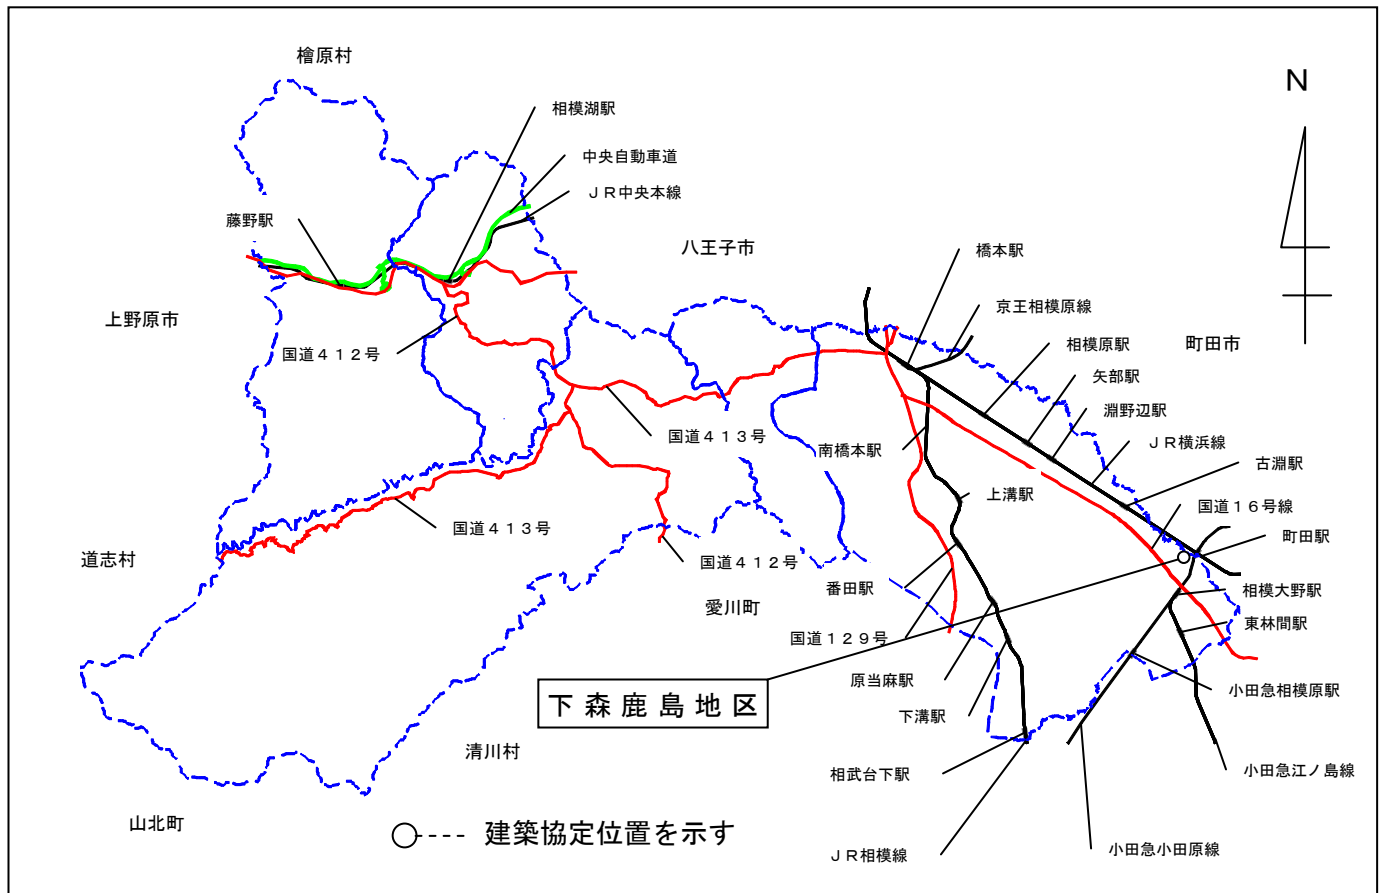 檜原村
N
相模湖駅
中央自動車道
ＪＲ中央本線
藤野駅
八王子市
橋本駅
京王相模原線
上野原市
国道４１２号
相模原駅
町田市
矢部駅
淵野辺駅
国道４１３号
南橋本駅
ＪＲ横浜線
古淵駅
上溝駅
国道１６号線
国道４１３号
町田駅
道志村
国道４１２号
番田駅
相模大野駅
愛川町
東林間駅
国道１２９号
原当麻駅
小田急相模原駅
下森鹿島地区
下溝駅
清川村
相武台下駅
小田急江ノ島線
山北町
建築協定位置を示す
ＪＲ相模線
小田急小田原線